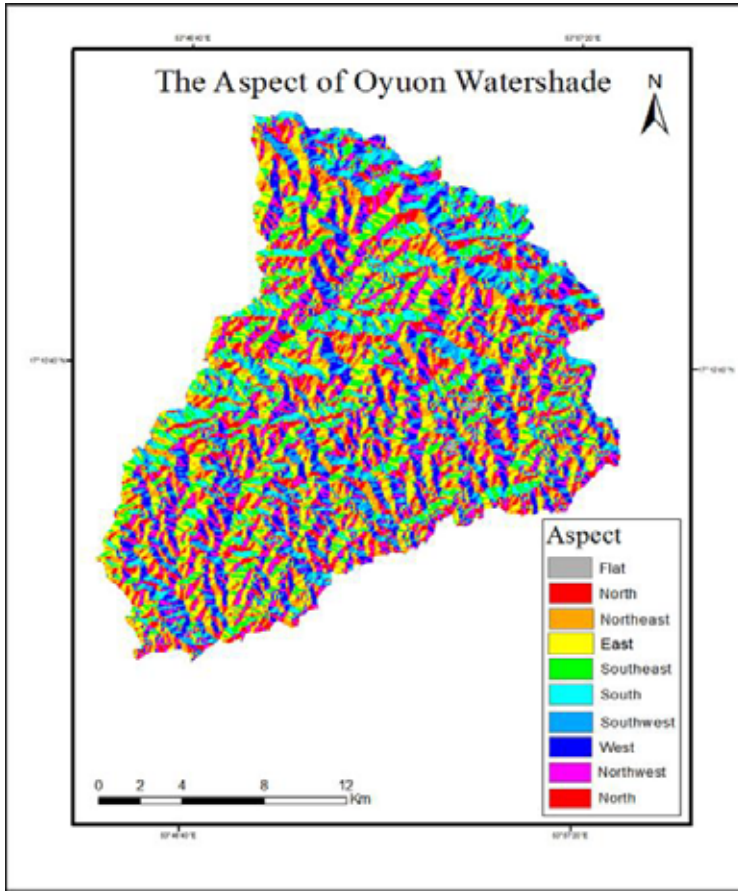 The Aspect of Oyuon Watershade
N
Aspect
Flat
North
Northeast
East
Southeast
South
Southwest
West
Northwest
North
0 2 4 8 12
Km